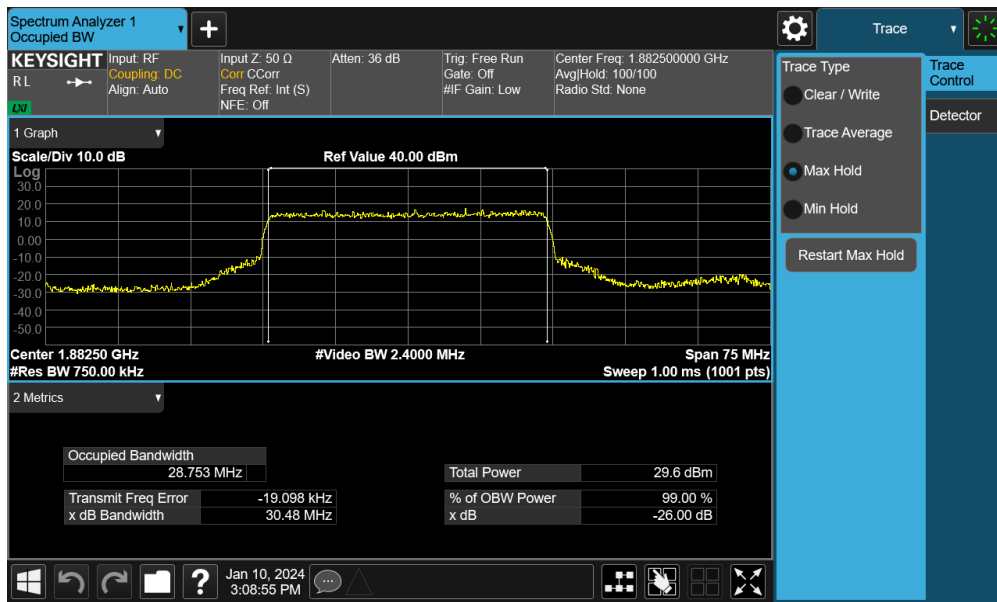 Spectrum Analyzer 1
Occupied BW
+
Trace
KEYSIGHT
R L
LXI
Input: RF
Coupling: DC
Align: Auto
Input Z: 50 Ω
Corr CCorr
Freq Ref: Int (S)
NFE: Off
Atten: 36 dB
Trig: Free Run
Gate: Off
#IF Gain: Low
Center Freq: 1.882500000 GHz
Avg|Hold: 100/100
Radio Std: None
Trace Type
Clear / Write
Trace Average
Max Hold
Min Hold
Restart Max Hold
Trace
Control
Detector
1 Graph
Scale/Div 10.0 dB
Ref Value 40.00 dBm
Log
30.0
20.0
10.0
0.00
-10.0
-20.0
-30.0
-40.0
-50.0
Center 1.88250 GHz
#Video BW 2.4000 MHz
Span 75 MHz
#Res BW 750.00 kHz
Sweep 1.00 ms (1001 pts)
2 Metrics
Occupied Bandwidth
28.753 MHz
Total Power 29.6 dBm
Transmit Freq Error -19.098 kHz
% of OBW Power 99.00 %
x dB Bandwidth 30.48 MHz
x dB -26.00 dB
?
Jan 10, 2024
3:08:55 PM